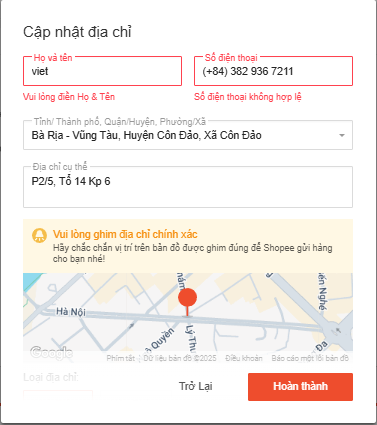 Cập nhật địa chỉ
Họ và tên
Số điện thoại
viet
(+84) 382 936 7211
Vui lòng điền Họ & Tên
Số điện thoại không hợp lệ
Tỉnh/ Thành phố, Quận/Huyện, Phường/Xã
Bà Rịa - Vũng Tàu, Huyện Côn Đảo, Xã Côn Đảo
Địa chỉ cụ thể
P2/5, Tổ 14 Kp 6
Vui lòng ghim địa chỉ chính xác
Hãy chắc chắn vị trí trên bản đồ được ghim đúng để Shopee gửi hàng
cho bạn nhé!
Nghé
Hà Nội
Quyền
Lý-Th
Đa
Google
Phím tắt
Dữ liệu bản đồ ©2025
Điều khoản
Báo cáo một lỗi bản đồ
Loại địa chỉ
Trở Lại
Hoàn thành